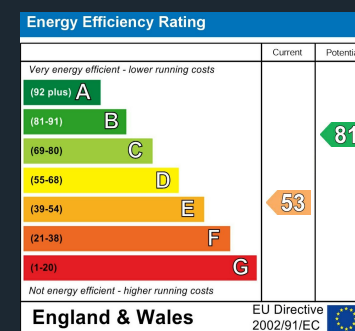 Energy Efficiency Rating
Current Potentia
Very energy efficient - lower running costs
(92 plus) A
(81-91) B
81
(69-80) C
(55-68) D
(39-54) E
53
(21-38) F
(1-20) G
Not energy efficient - higher running costs
England & Wales
EU Directive
2002/91/EC